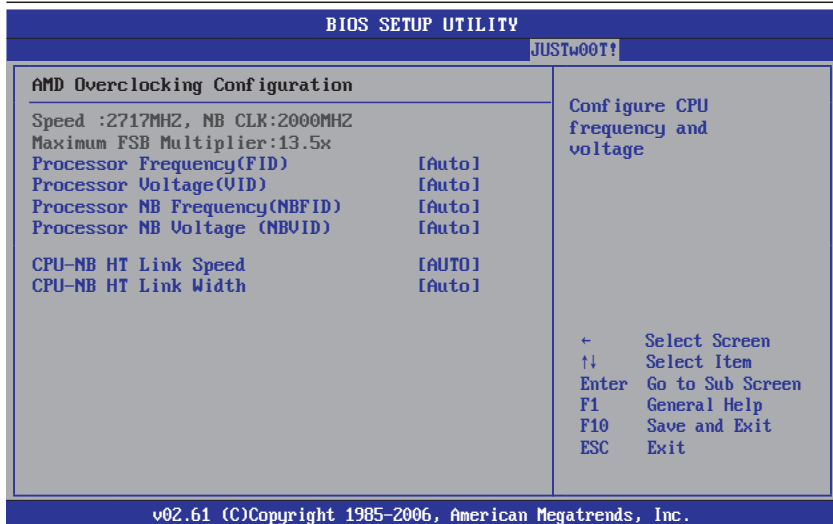 BIOS SETUP UTILITY
JUSTw00T!
AMD Overclocking Configuration
Speed :2717MHZ, NB CLK:2000MHZ
Maximum FSB Multiplier:13.5x
Processor Frequency(FID) [Auto]
Processor Voltage(VID) [Auto]
Processor NB Frequency(NBFID) [Auto]
Processor NB Voltage (NBVID) [Auto]
CPU-NB HT Link Speed [AUTO]
CPU-NB HT Link Width [Auto]
Configure CPU
frequency and
voltage
← Select Screen
↑↓ Select Item
Enter Go to Sub Screen
F1 General Help
F10 Save and Exit
ESC Exit
v02.61 (C)Copyright 1985-2006, American Megatrends, Inc.